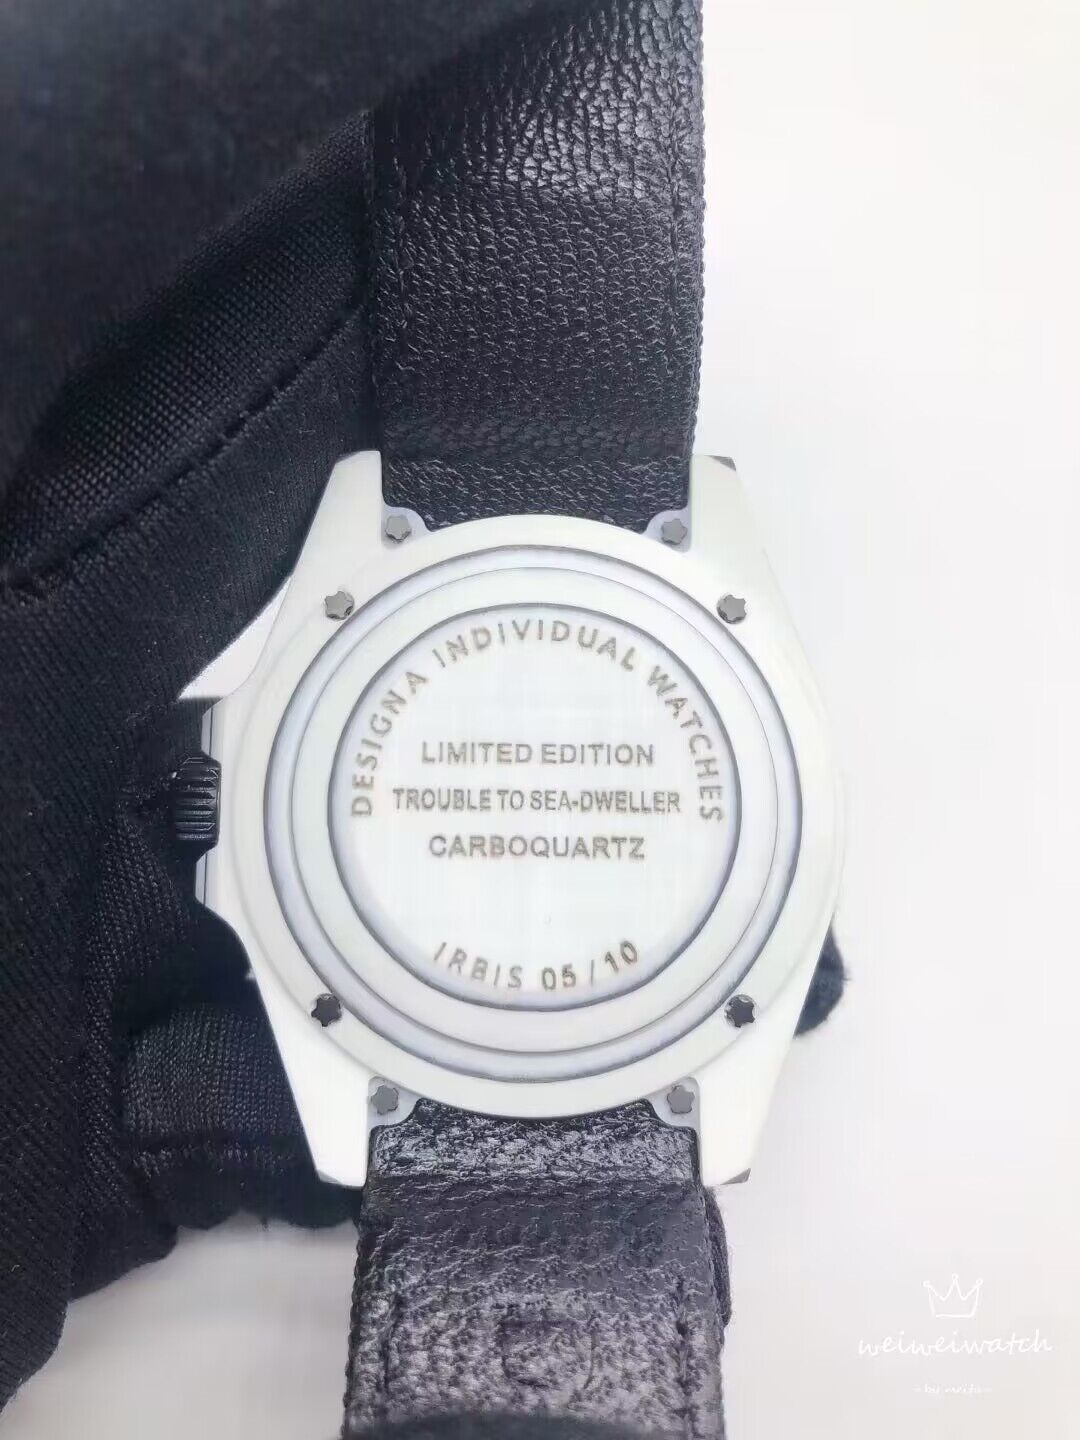 DESIGNA INDIVIDUAL WATCHES
LIMITED EDITION
TROUBLE TO SEA-DWELLER
CARBOQUARTZ
IRBIS 05/10
weiweiwatch